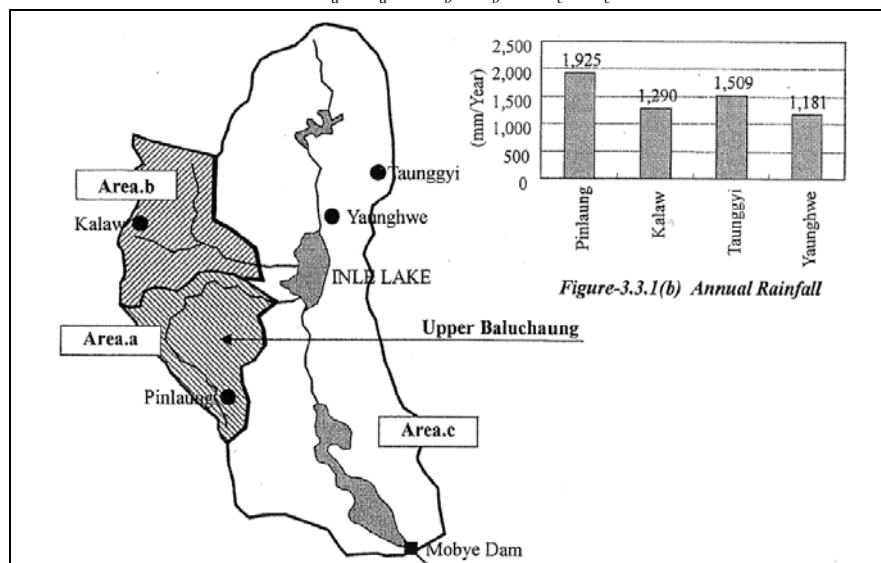 2,500
2,000
1,500
1,000
500
0
(mm/Year)
1,925
1,290
1,509
1,181
Pinlaung
Kalaw
Taunggyi
Yaunghwe
Figure-3.3.1(b) Annual Rainfall
Area.b
Kalaw
Taunggyi
Yaunghwe
INLE LAKE
Upper Baluchaung
Area.a
Pinlaung
Area.c
Mobye Dam